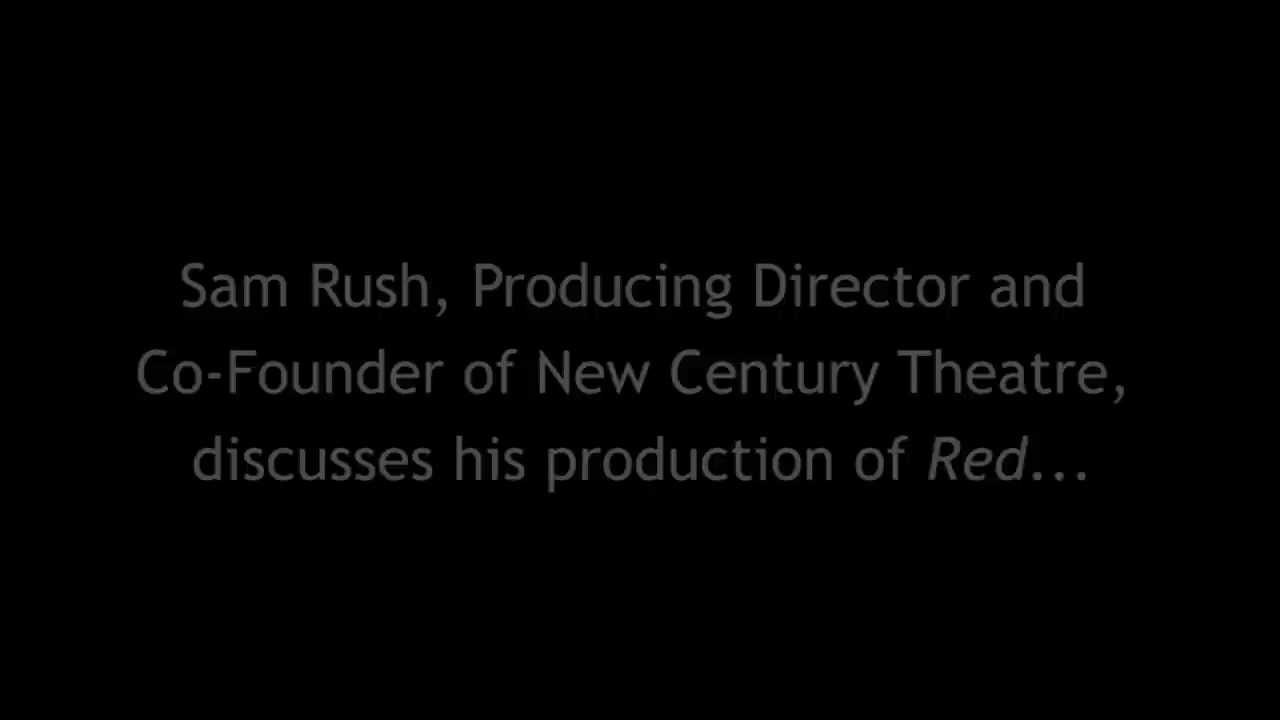 Sam Rush, Producing Director and
Co-Founder of New Century Theatre,
discusses his production of Red...